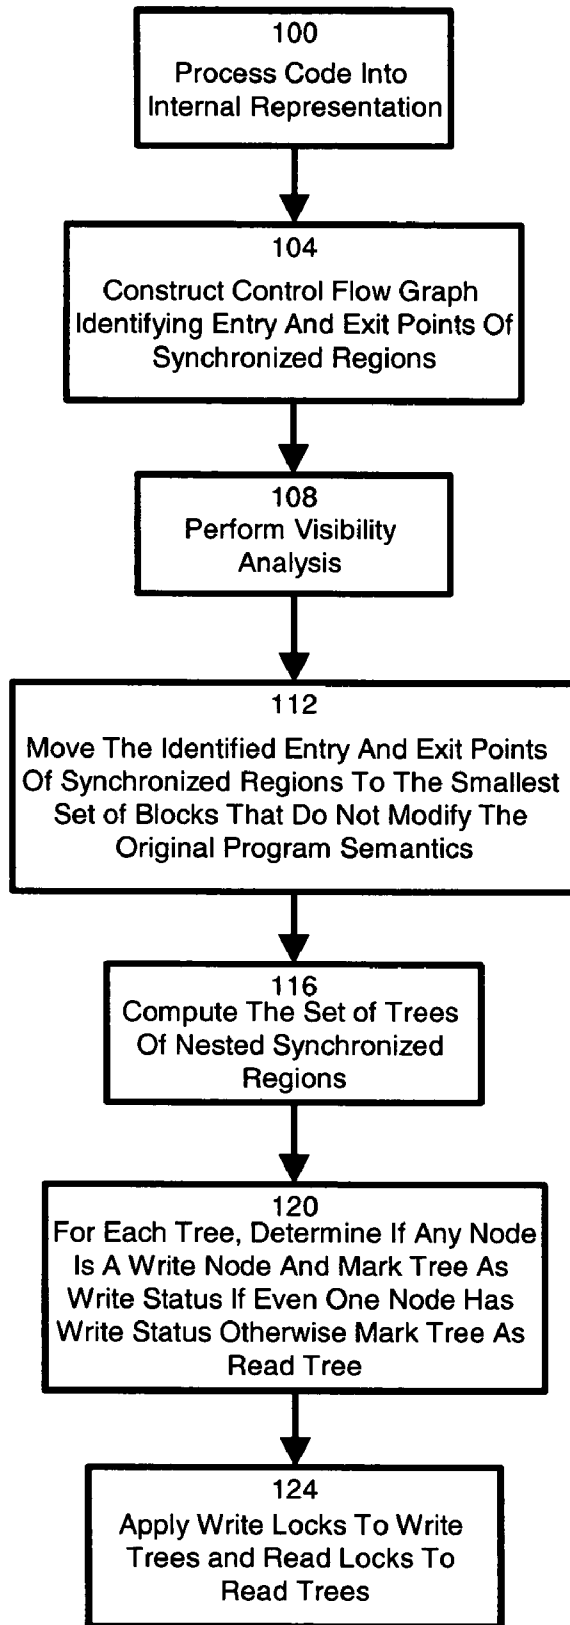 100
Process Code Into
Internal Representation
104
Construct Control Flow Graph
Identifying Entry And Exit Points Of
Synchronized Regions
108
Perform Visibility
Analysis
112
Move The Identified Entry And Exit Points
Of Synchronized Regions To The Smallest
Set of Blocks That Do Not Modify The
Original Program Semantics
116
Compute The Set of Trees
Of Nested Synchronized
Regions
120
For Each Tree, Determine If Any Node
Is A Write Node And Mark Tree As
Write Status If Even One Node Has
Write Status Otherwise Mark Tree As
Read Tree
124
Apply Write Locks To Write
Trees and Read Locks To
Read Trees